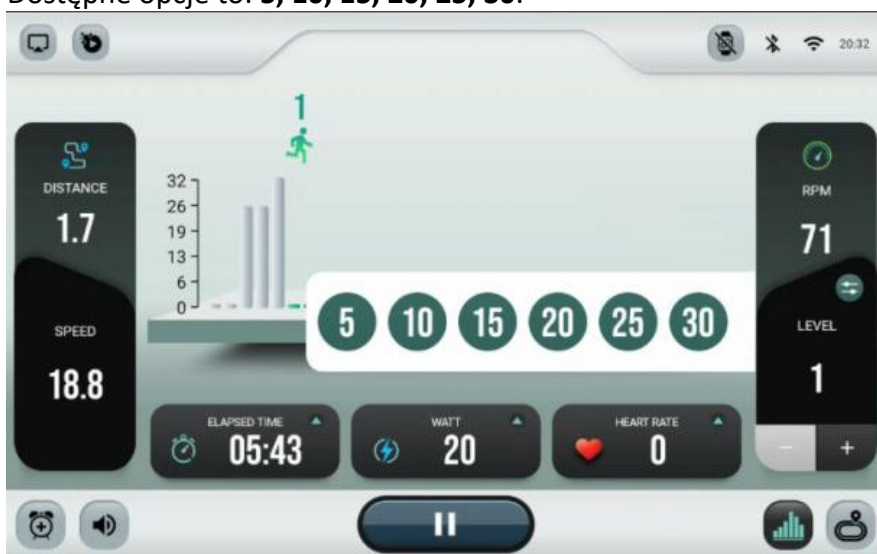 Dostępne opcje to: 5, 10, 15, 20, 25, 30.
20:32
1
DISTANCE
1.7
SPEED
18.8
32
26
19
13
6
0
5 10 15 20 25 30
RPM
71
LEVEL
1
- +
ELAPSED TIME
05:43
WATT
20
HEART RATE
0